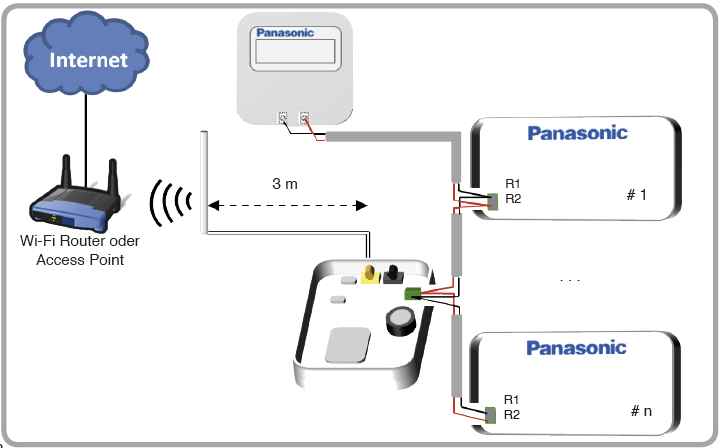 Internet
Panasonic
Panasonic
R1
R2
# 1
3 m
Wi-Fi Router oder
Access Point
. . .
Panasonic
R1
R2
# n